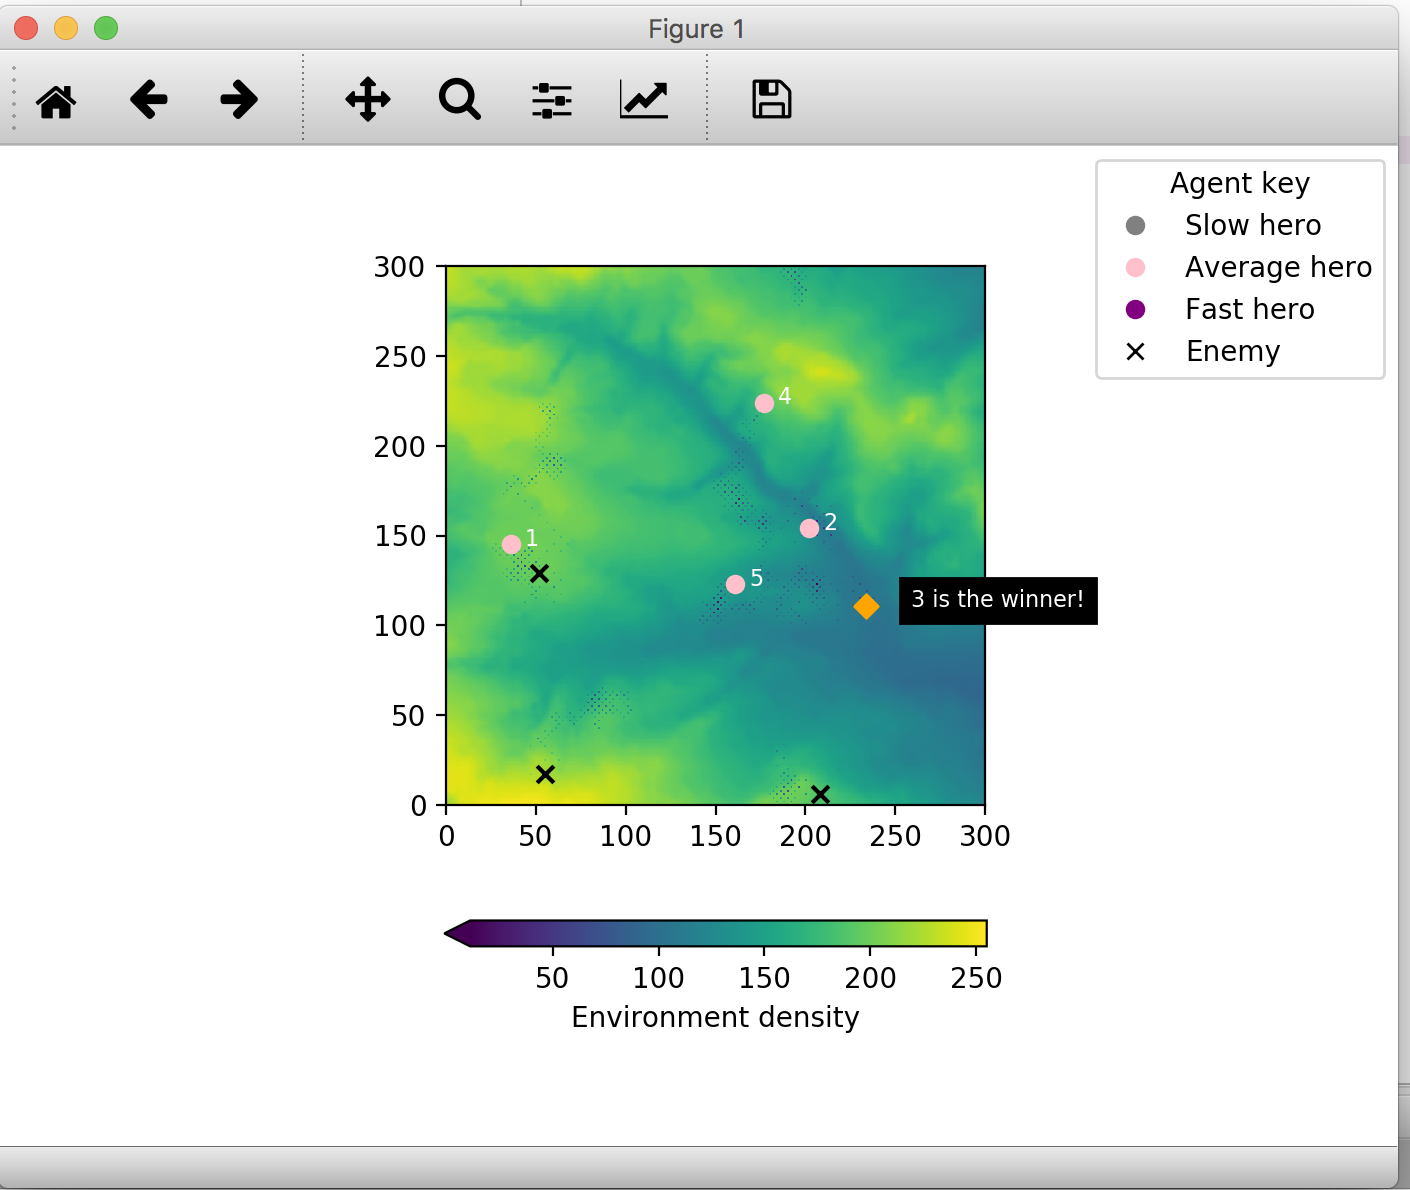 Figure 1
Agent key
Slow hero
Average hero
Fast hero
Enemy
300
250
200
150
100
50
0
4
2
1
5
3 is the winner!
0 50 100 150 200 250 300
50 100 150 200 250
Environment density